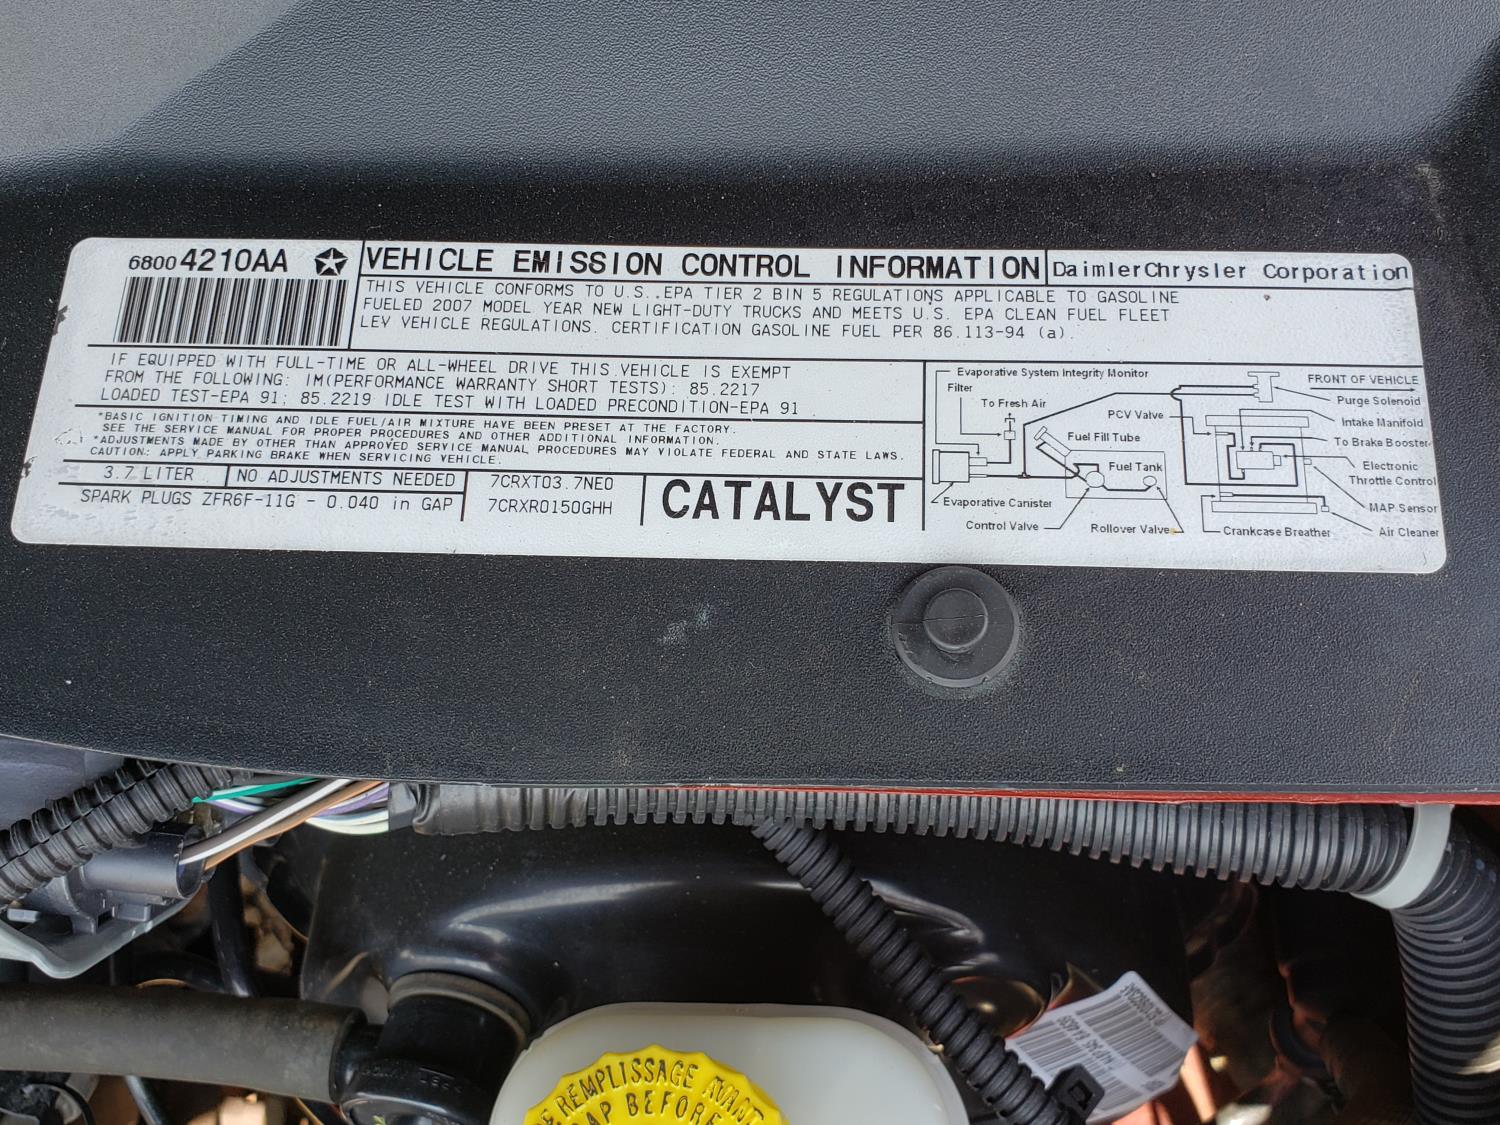 68004210AA
VEHICLE EMISSION CONTROL INFORMATION
DaimlerChrysler Corporation
THIS VEHICLE CONFORMS TO U.S. EPA TIER 2 BIN 5 REGULATIONS APPLICABLE TO GASOLINE
FUELED 2007 MODEL YEAR NEW LIGHT-DUTY TRUCKS AND MEETS U.S. EPA CLEAN FUEL FLEET
LEV VEHICLE REGULATIONS. CERTIFICATION GASOLINE FUEL PER 86.113-94 (a).
IF EQUIPPED WITH FULL-TIME OR ALL-WHEEL DRIVE THIS VEHICLE IS EXEMPT
FROM THE FOLLOWING: IM(PERFORMANCE WARRANTY SHORT TESTS): 85.2217
LOADED TEST-EPA 91; 85.2219 IDLE TEST WITH LOADED PRECONDITION-EPA 91 .
*BASIC IGNITION TIMING AND IDLE FUEL/AIR MIXTURE HAVE BEEN PRESET AT THE FACTORY.
SEE THE SERVICE MANUAL FOR PROPER PROCEDURES AND OTHER ADDITIONAL INFORMATION.
*ADJUSTMENTS MADE BY OTHER THAN APPROVED SERVICE MANUAL PROCEDURES MAY VIOLATE FEDERAL AND STATE LAWS.
CAUTION: APPLY PARKING BRAKE WHEN SERVICING VEHICLE.
3.7 LITER
NO ADJUSTMENTS NEEDED
SPARK PLUGS ZFR6F-11G - 0.040 in GAP
7CRXT03.7NE0
7CRXR0150GHH
CATALYST
Evaporative System Integrity Monitor
Filter
To Fresh Air
Fuel Fill Tube
Fuel Tank
Evaporative Canister
Control Valve
Rollover Valve
PCV Valve
FRONT OF VEHICLE
Purge Solenoid
Intake Manifold
To Brake Booster
Electronic
Throttle Control
MAP Sensor
Air Cleaner
Crankcase Breather
REMPLISSAGE AVANT
CAP BEFORE